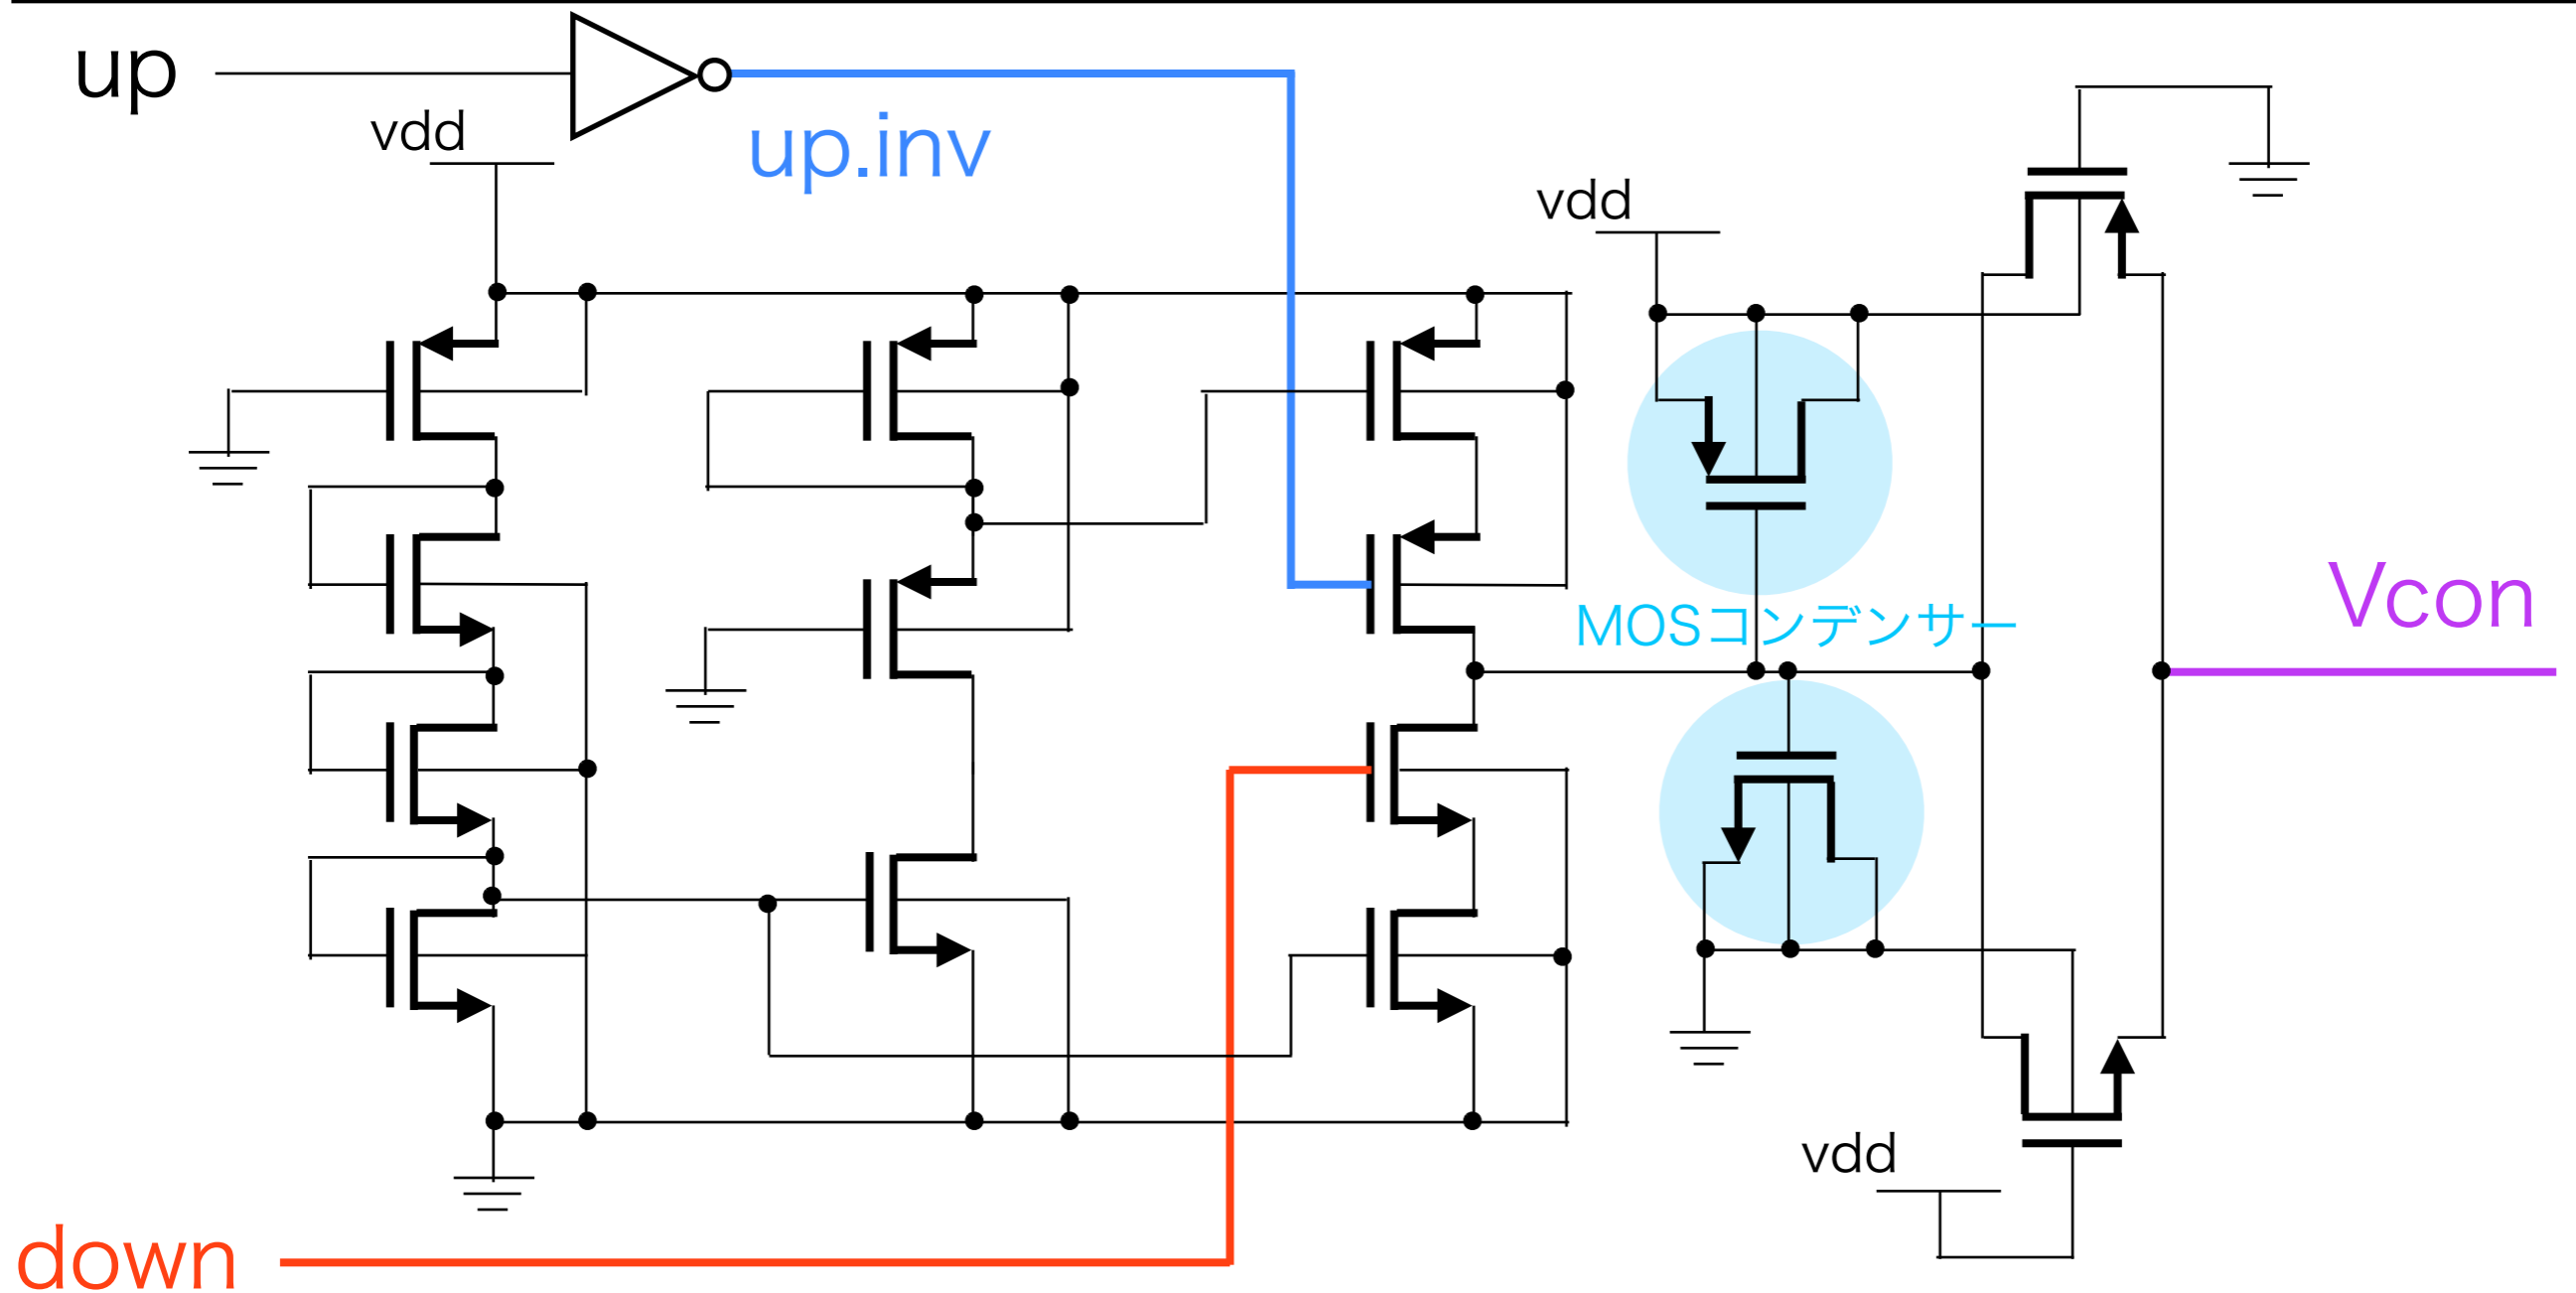 up
vdd
up.inv
vdd
MOSコンデンサー
Vcon
vdd
down